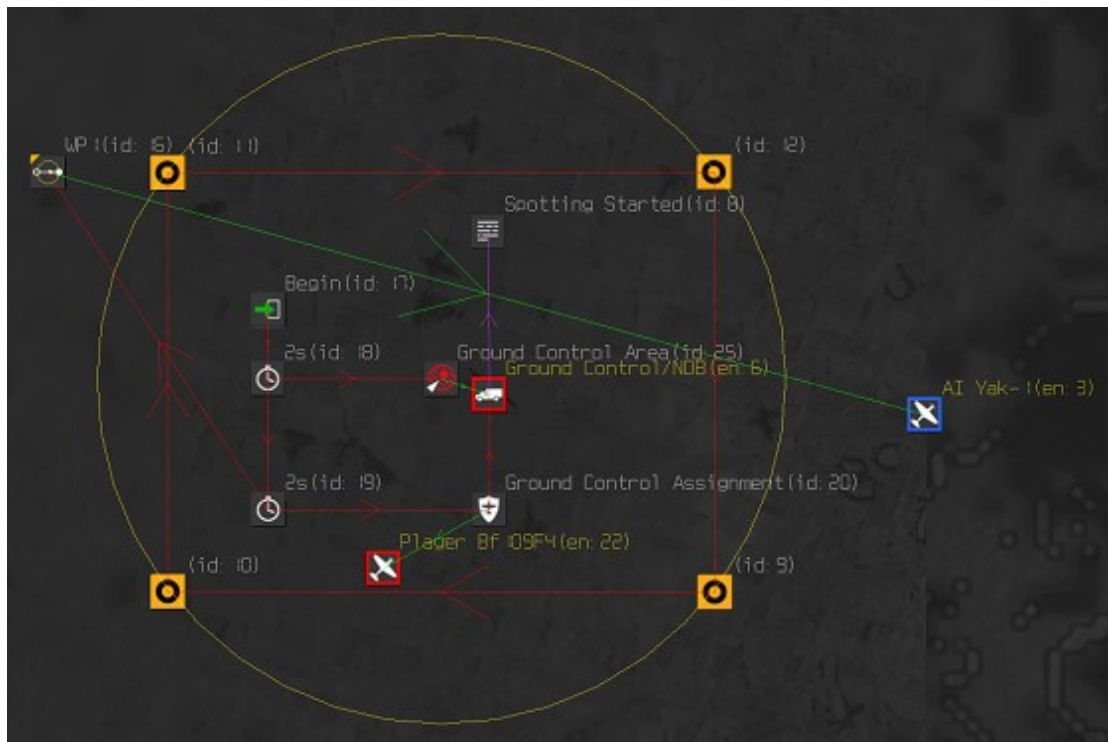 WP 1(id: 16)
(id: 11)
(id: 12)
Spotting Started(id: 8)
Begin(id: 17)
2s(id: 18)
Ground Control Area(id: 25)
Ground Control/NDB(en: 6)
AI Yak-1(en: 3)
2s(id: 19)
Ground Control Assignment(id: 20)
Player Bf 109F4(en: 22)
(id: 10)
(id: 9)